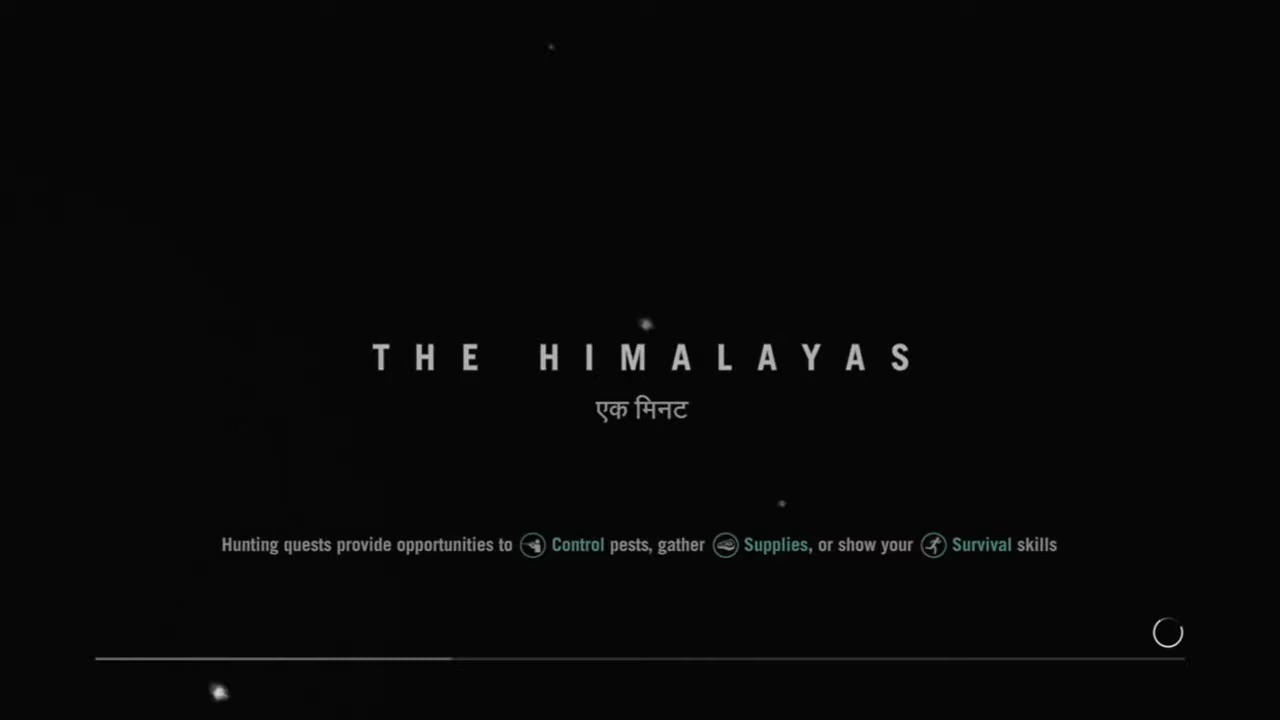 THE HIMALAYAS
एक मिनट
Hunting quests provide opportunities to Control pests, gather Supplies, or show your Survival skills